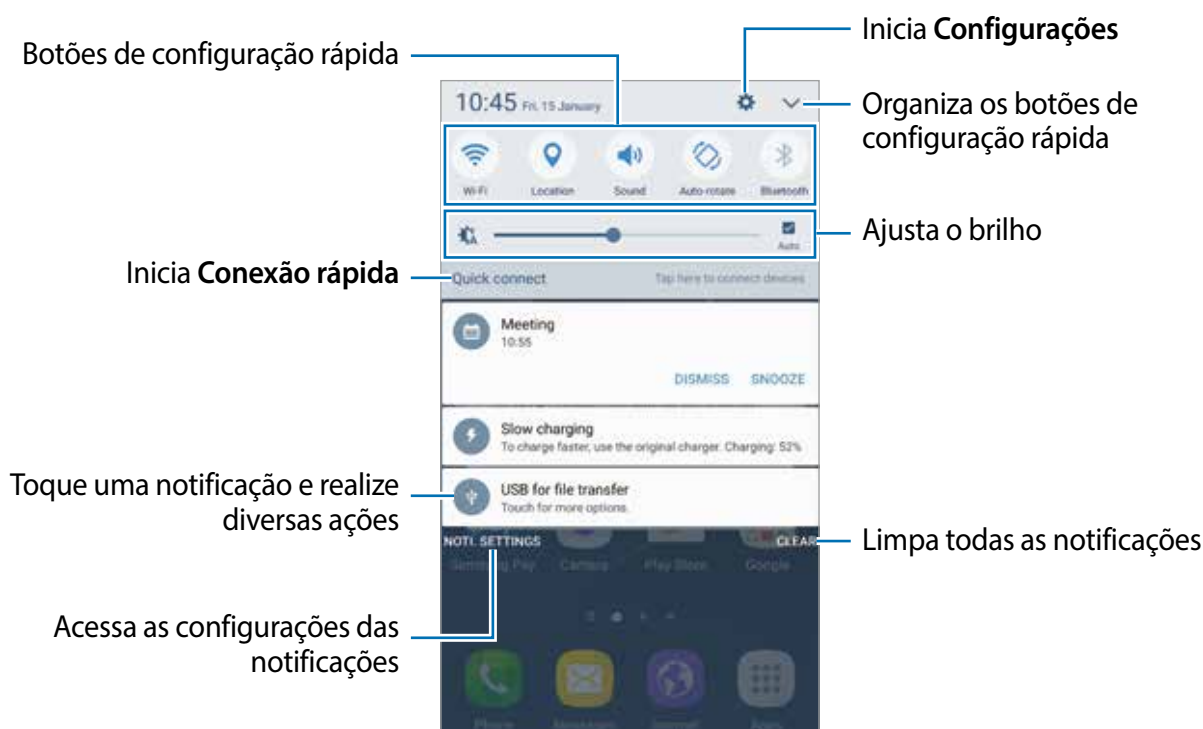 Inicia Configurações
Botões de configuração rápida
10:45 Fri, 15 January
Organiza os botões de
configuração rápida
Wi-Fi
Location
Sound
Auto-rotate
Bluetooth
Ajusta o brilho
Auto
Inicia Conexão rápida
Quick connect
Tap here to connect devices
Meeting
10:55
DISMISS
SNOOZE
Slow charging
To charge faster, use the original charger. Charging: 52%
Toque uma notificação e realize
diversas ações
USB for file transfer
Touch for more options.
NOTI. SETTINGS
CLEAR
Limpa todas as notificações
Samsung Pay
Camera
Play Store
Google
Acessa as configurações das
notificações
Phone
Messages
Internet
Apps